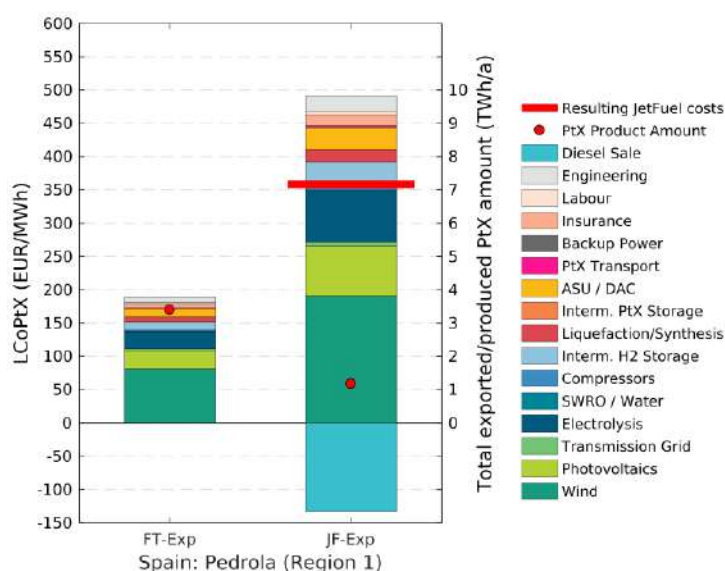 LCoPtX (EUR/MWh)
600
550
500
450
400
350
300
250
200
150
100
50
0
-50
-100
-150
FT-Exp
JF-Exp
Spain: Pedrola (Region 1)
10
9
8
7
6
5
4
3
2
1
0
Total exported/produced PtX amount (TWh/a)
Resulting JetFuel costs
PtX Product Amount
Diesel Sale
Engineering
Labour
Insurance
Backup Power
PtX Transport
ASU / DAC
Interm. PtX Storage
Liquefaction/Synthesis
Interm. H2 Storage
Compressors
SWRO / Water
Electrolysis
Transmission Grid
Photovoltaics
Wind